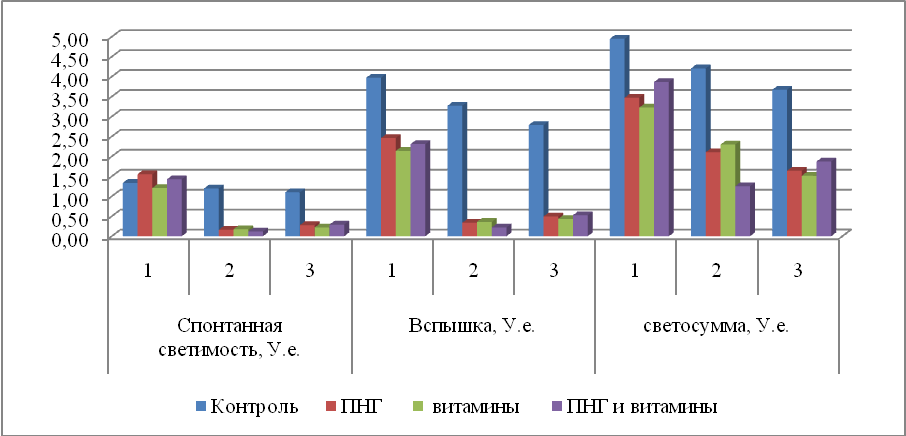 5,00
4,50
4,00
3,50
3,00
2,50
2,00
1,50
1,00
0,50
0,00
1 2 3 1 2 3 1 2 3
Спонтанная
светимость, У.е.
Вспышка, У.е.
светосумма, У.е.
Контроль ПНГ витамины ПНГ и витамины